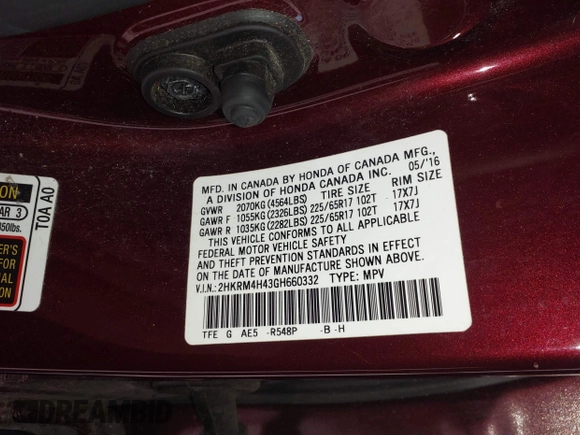 MFD. IN CANADA BY HONDA OF CANADA MFG.,
A DIVISION OF HONDA CANADA INC. 05/'16
GVWR 2070KG (4564LBS) TIRE SIZE RIM SIZE
GAWR F 1055KG (2326LBS) 225/65R17 102T 17X7J
GAWR R 1035KG (2282LBS) 225/65R17 102T 17X7J
THIS VEHICLE CONFORMS TO ALL APPLICABLE
FEDERAL MOTOR VEHICLE SAFETY
AND THEFT PREVENTION STANDARDS IN EFFECT
ON THE DATE OF MANUFACTURE SHOWN ABOVE.
V.I.N.: 2HKRM4H43GH660332 TYPE: MPV
TFE G AE5 -R548P -B -H
AR 3
T0A A0
DREAMBID